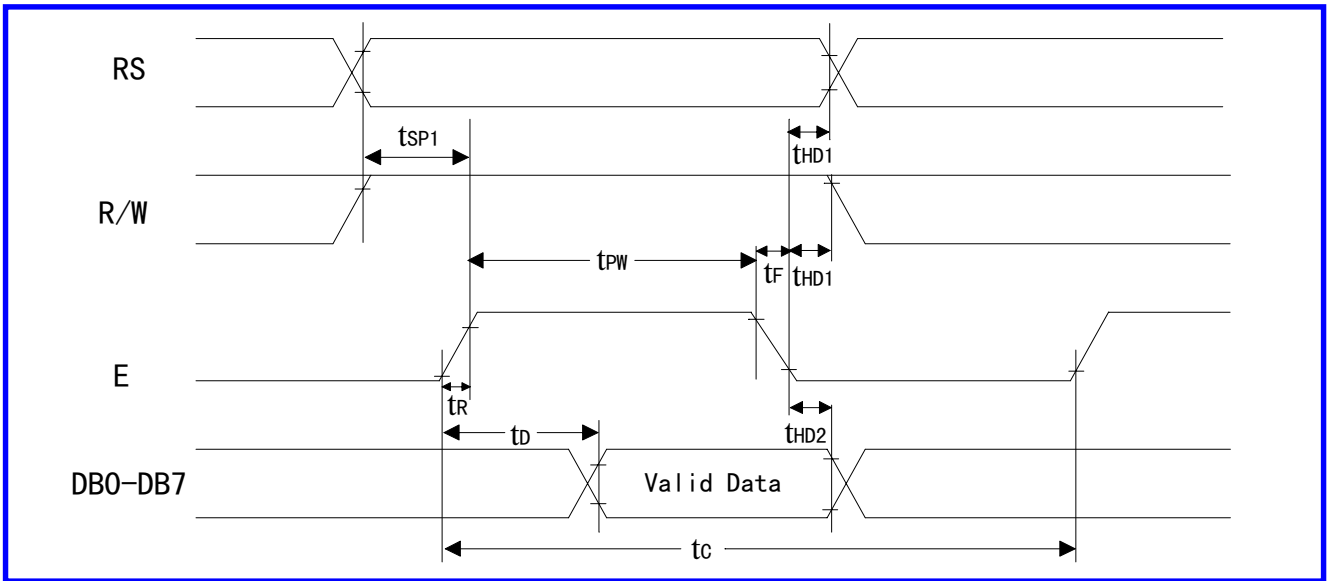 RS
tSP1
tHD1
R/W
tPW
tF
tHD1
E
tR
tD
tHD2
DB0-DB7
Valid Data
tC